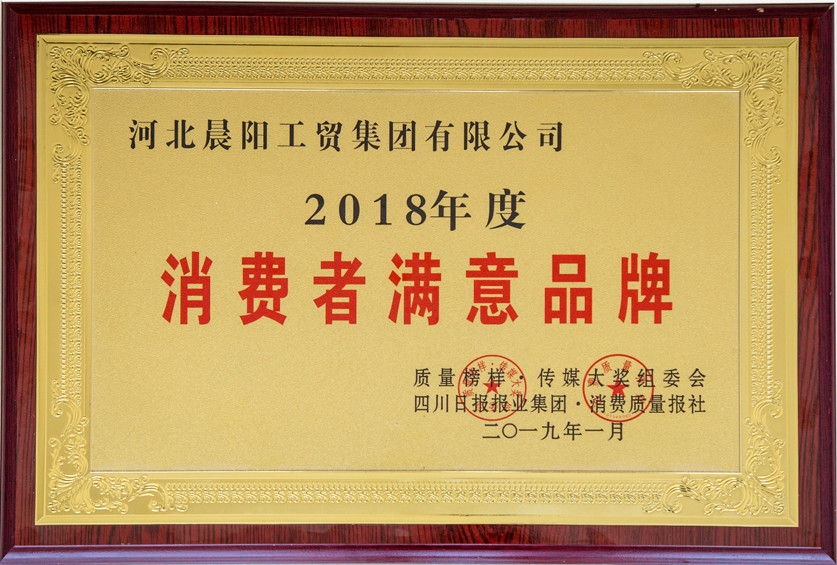 河北晨阳工贸集团有限公司
2018年度
消费者满意品牌
质量榜样·传媒大奖组委会
四川日报报业集团·消费质量报社
二〇一九年一月